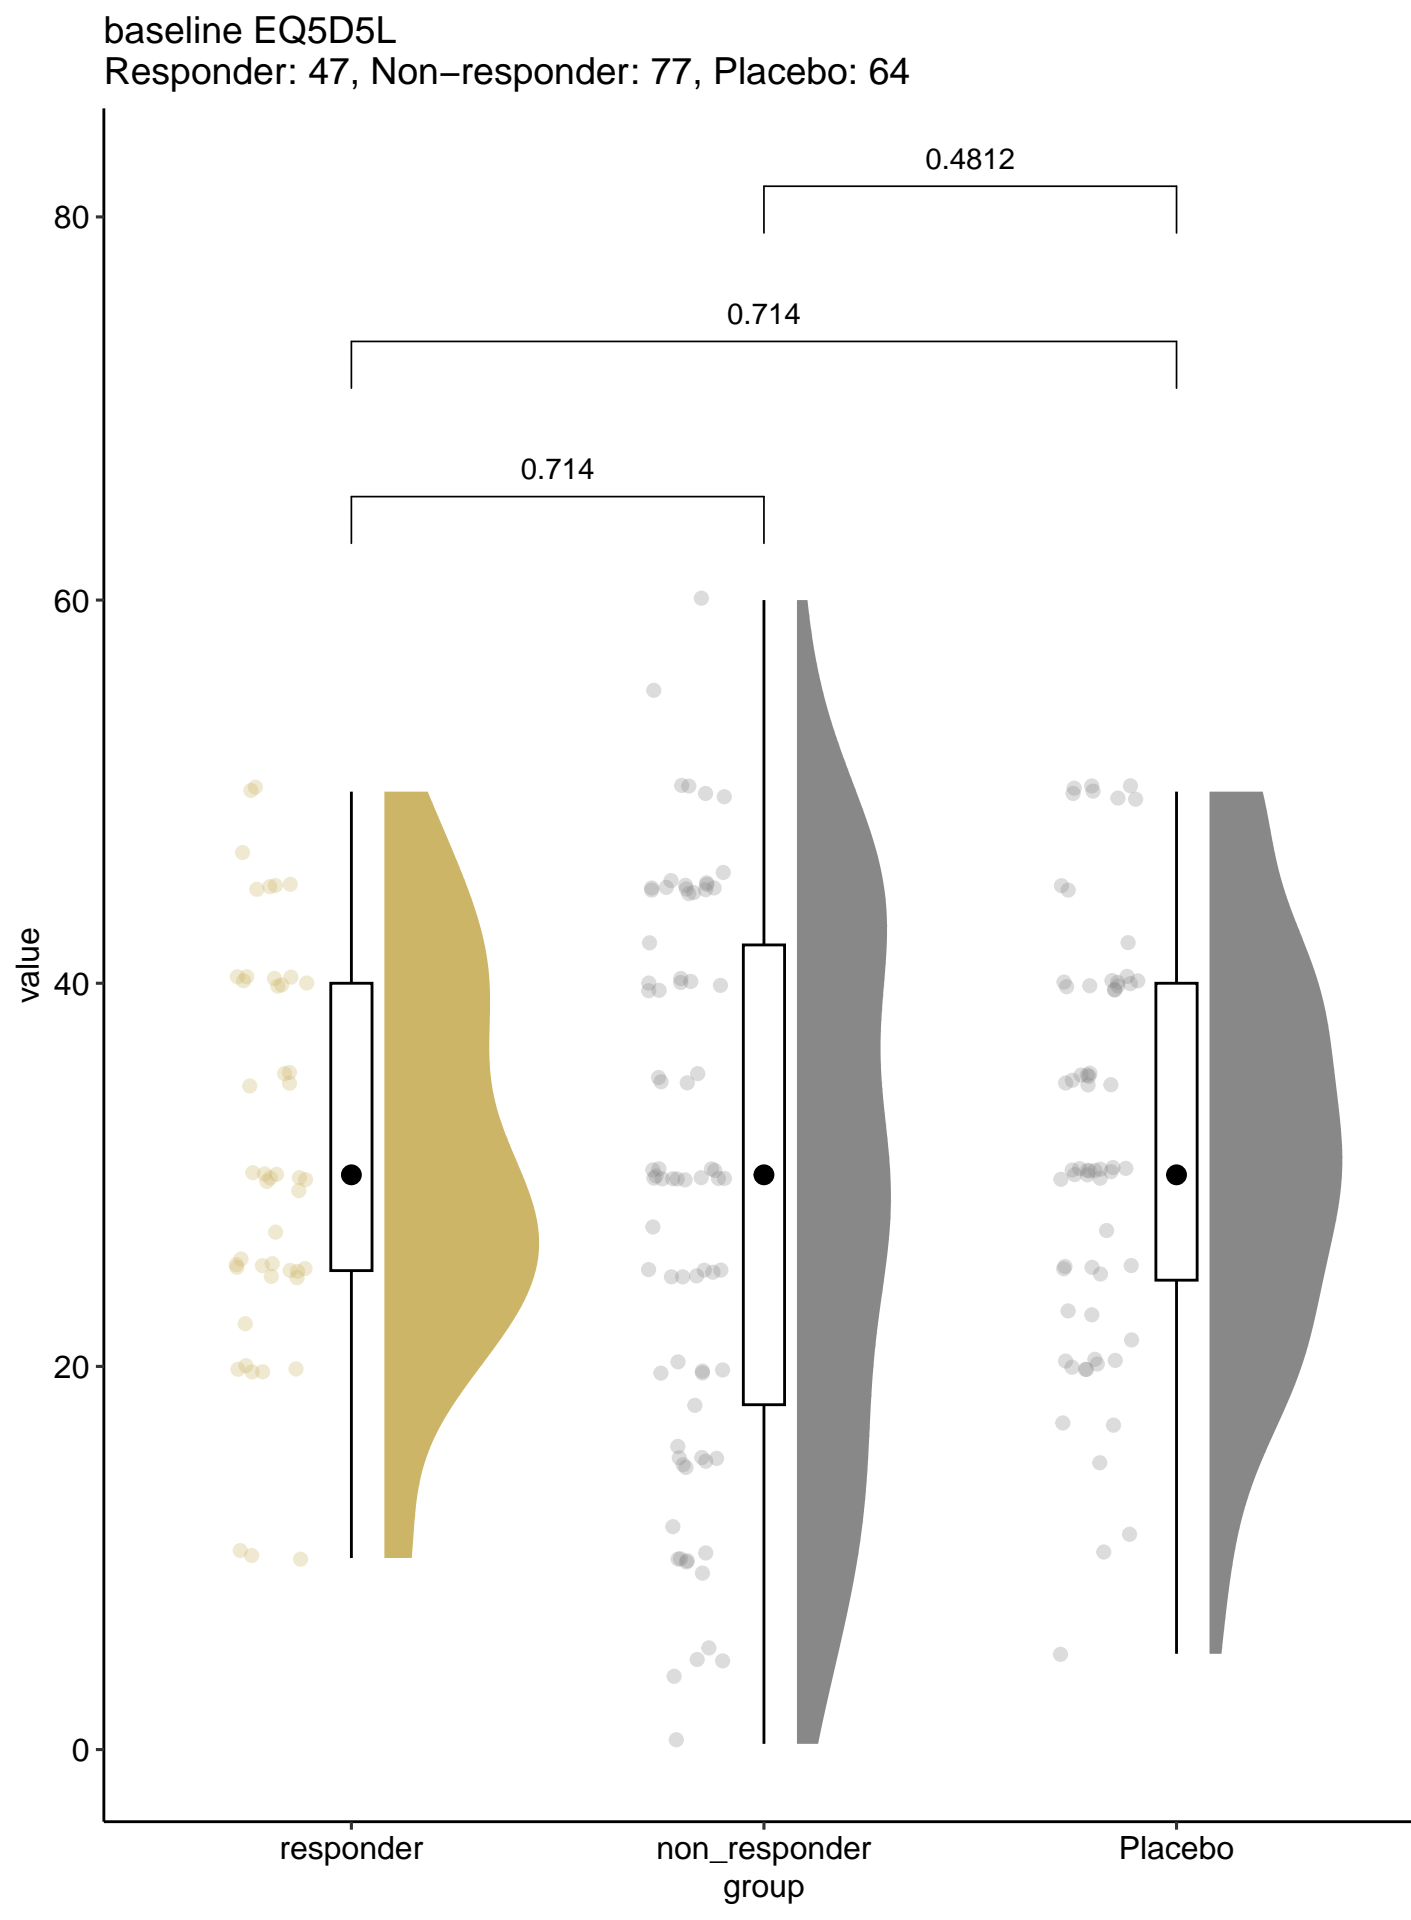 baseline EQ5D5L
Responder: 47, Non−responder: 77, Placebo: 64
0.4812
80
0.714
0.714
60
value
40
20
0
responder
non_responder
Placebo
group